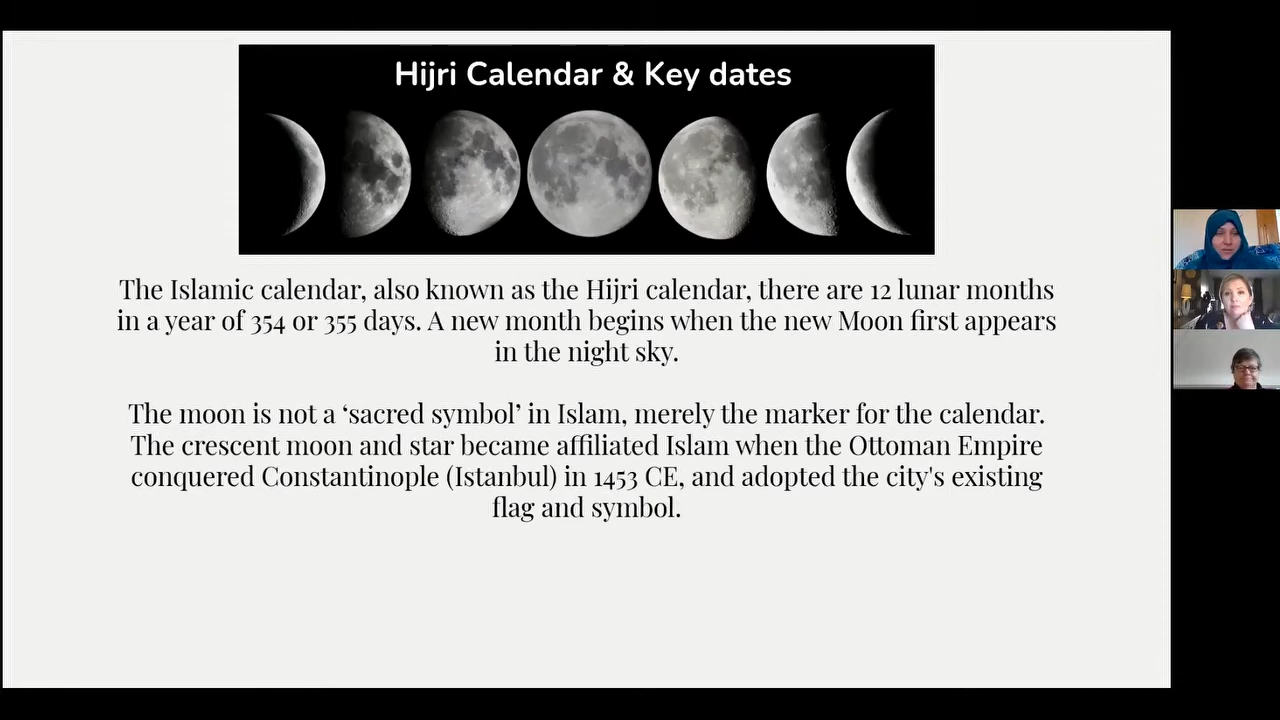 Hijri Calendar & Key dates
The Islamic calendar, also known as the Hijri calendar, there are 12 lunar months
in a year of 354 or 355 days. A new month begins when the new Moon first appears
in the night sky.
The moon is not a ‘sacred symbol’ in Islam, merely the marker for the calendar.
The crescent moon and star became affiliated Islam when the Ottoman Empire
conquered Constantinople (Istanbul) in 1453 CE, and adopted the city's existing
flag and symbol.